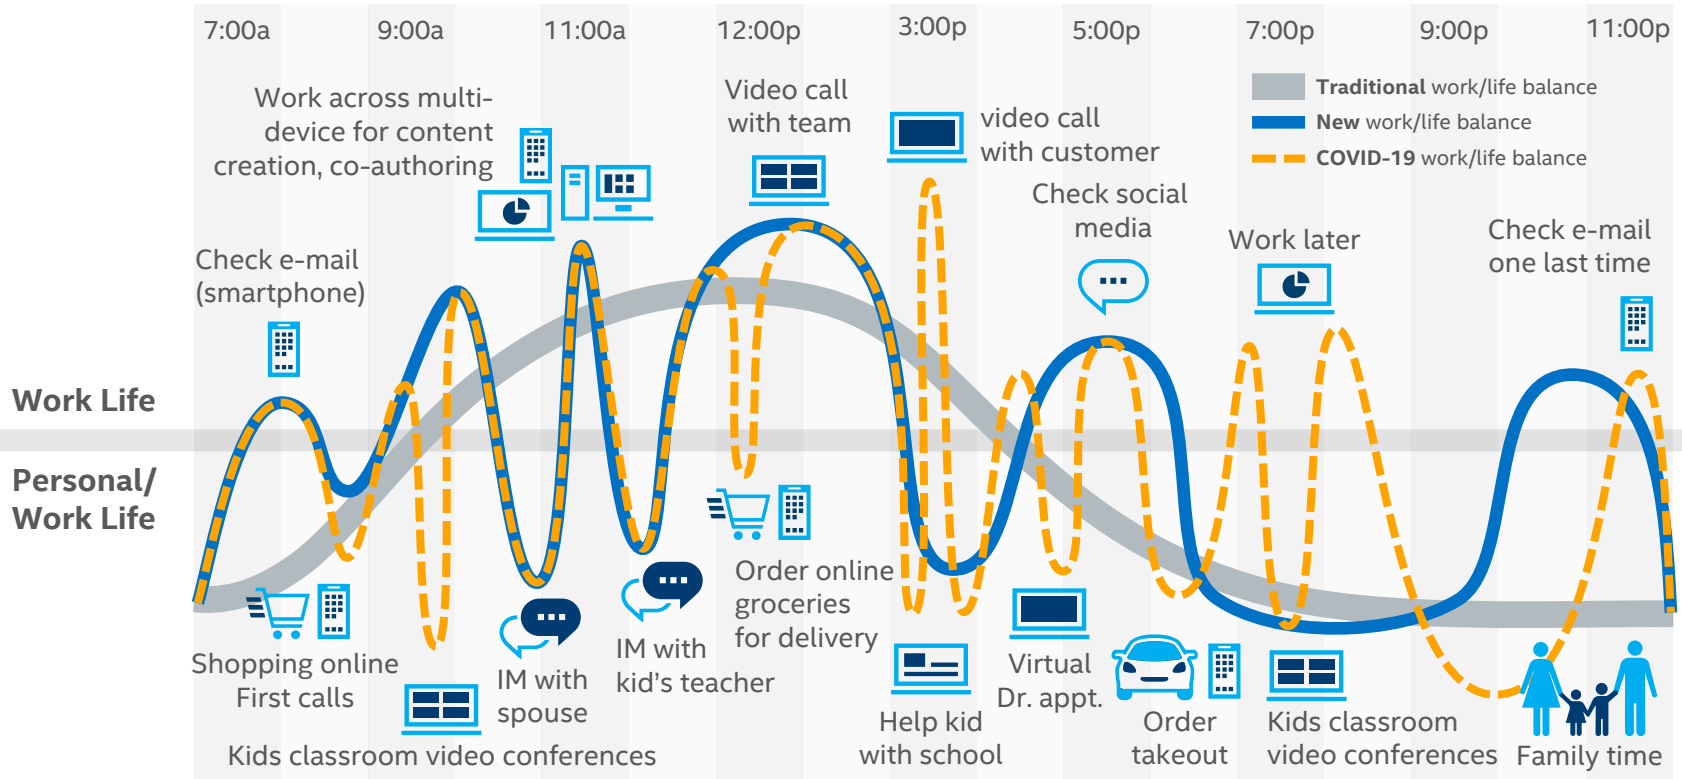 7:00a
9:00a
11:00a
12:00p
3:00p
5:00p
7:00p
9:00p
11:00p
Traditional work/life balance
New work/life balance
COVID-19 work/life balance
Work across multi-
device for content
creation, co-authoring
Video call
with team
video call
with customer
Check social
media
Check e-mail
(smartphone)
Work later
Check e-mail
one last time
Work Life
Personal/
Work Life
Shopping online
First calls
Kids classroom video conferences
IM with
spouse
IM with
kid's teacher
Order online
groceries
for delivery
Help kid
with school
Virtual
Dr. appt.
Order
takeout
Kids classroom
video conferences
Family time